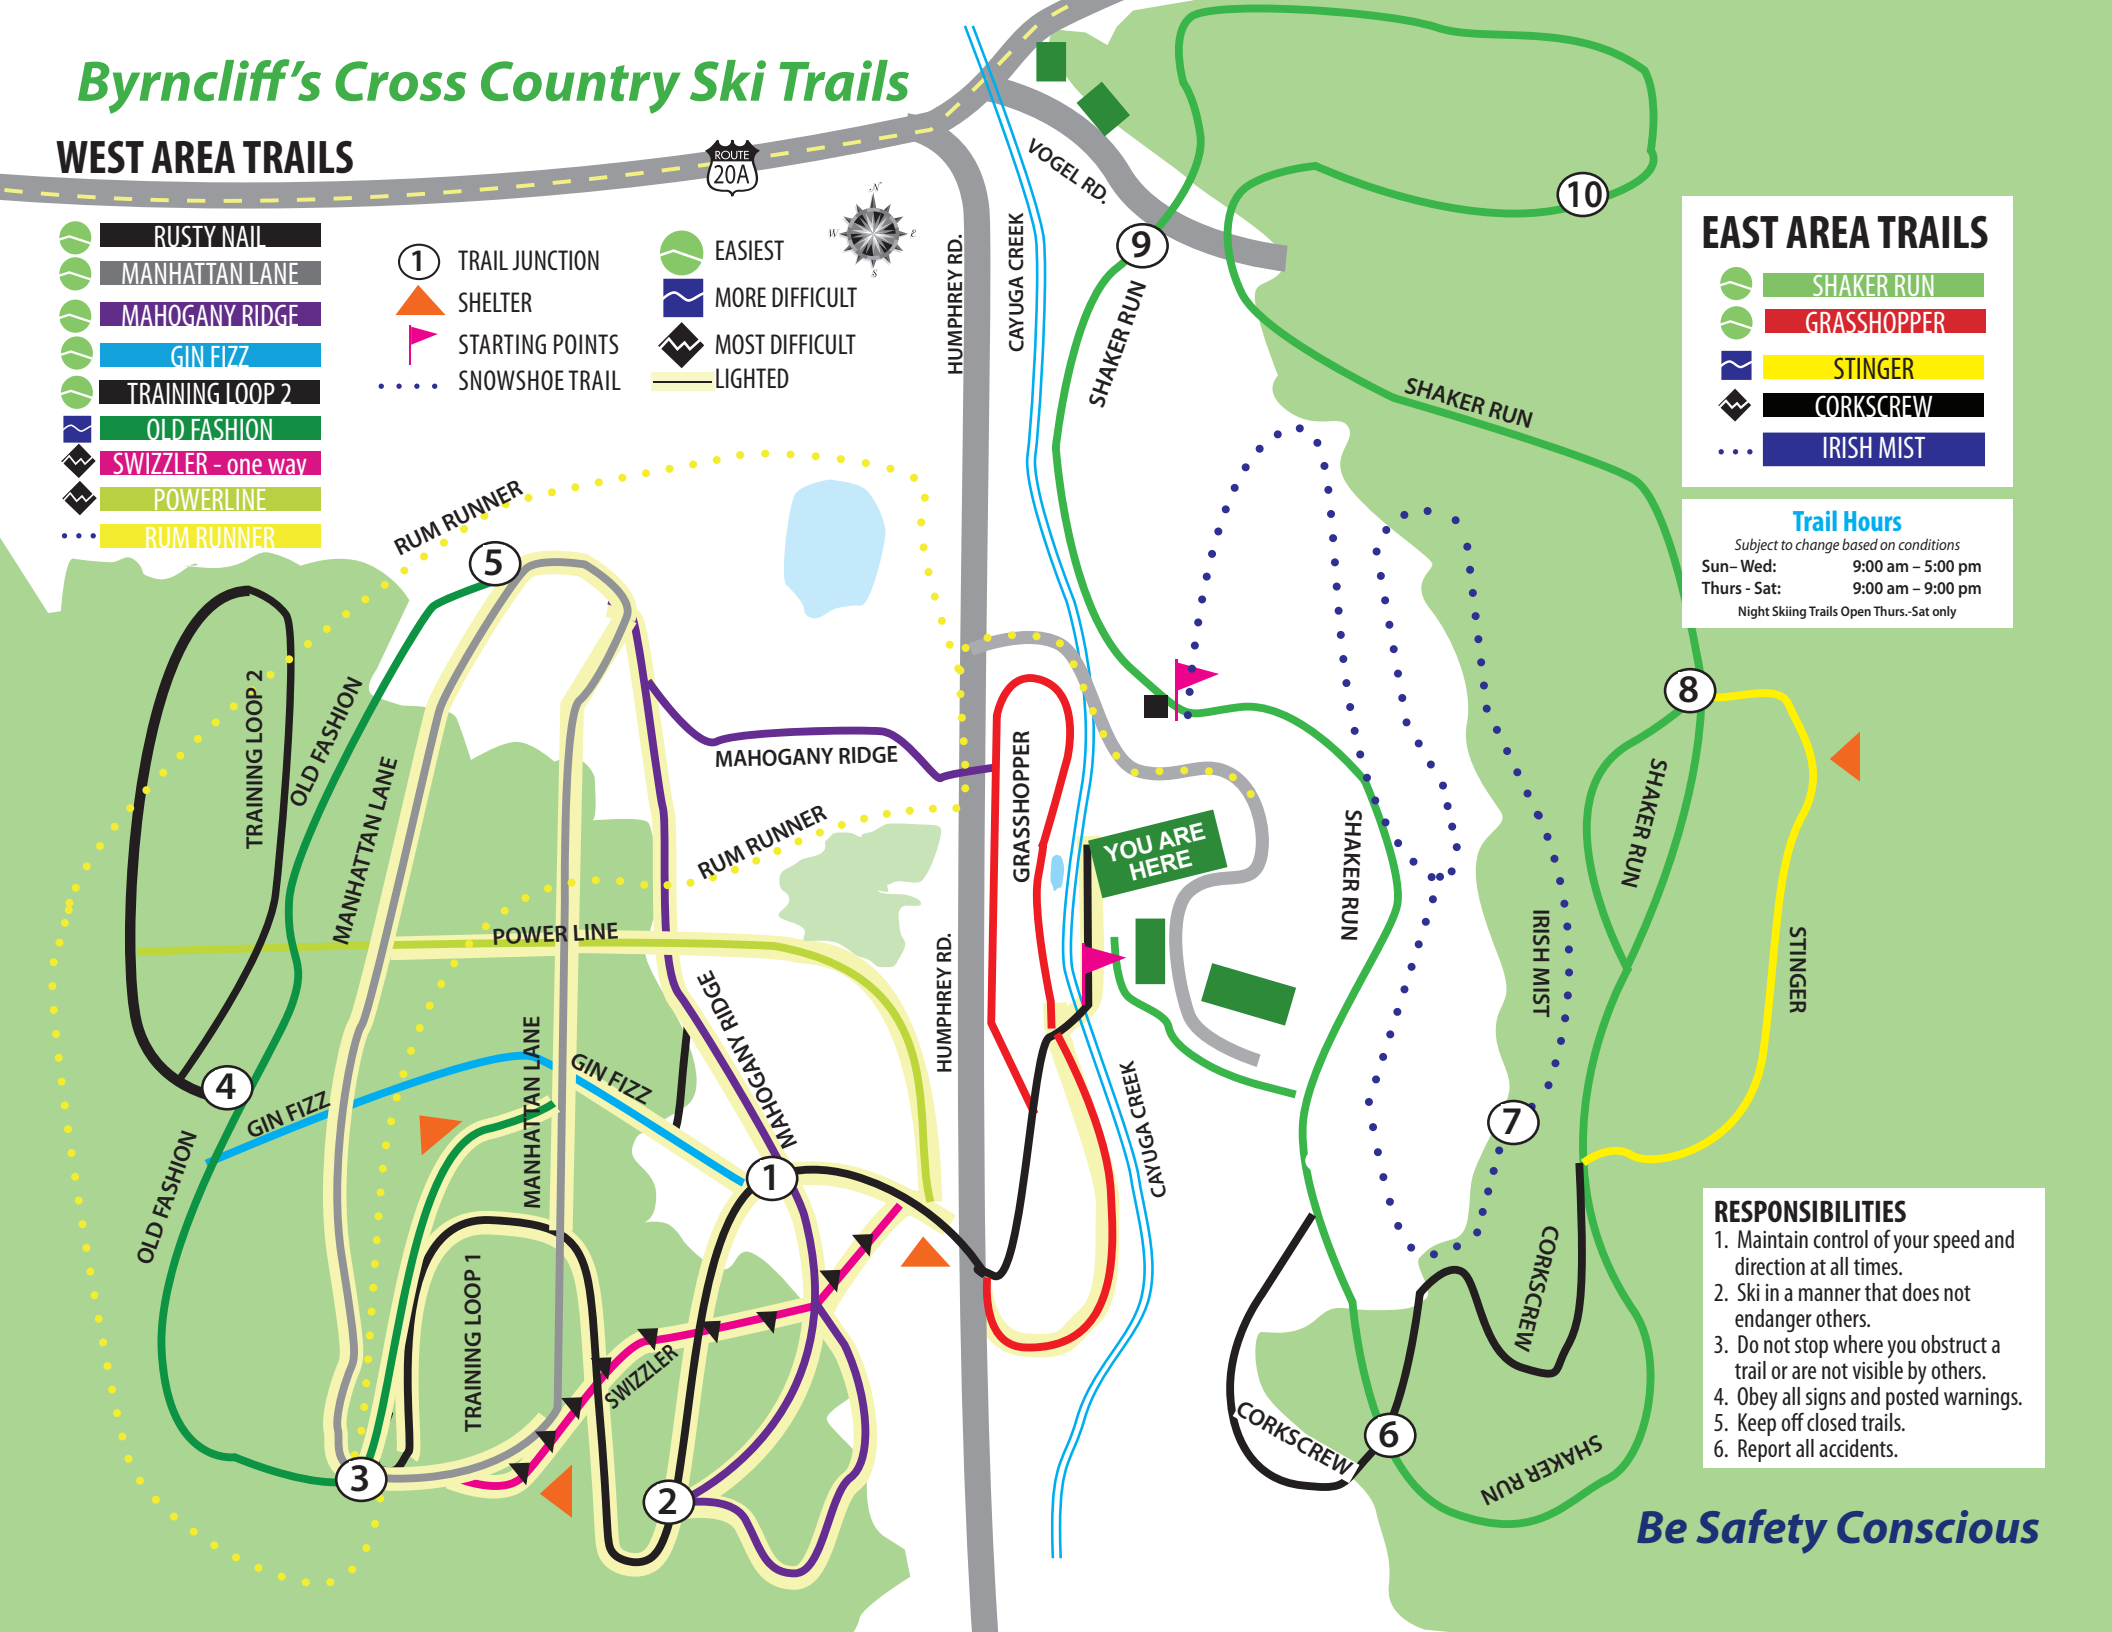 Byrncliff's Cross Country Ski Trails
WEST AREA TRAILS
RUSTY NAIL
MANHATTAN LANE
MAHOGANY RIDGE
GIN FIZZ
TRAINING LOOP 2
OLD FASHION
SWIZZLER - one way
POWERLINE
RUM RUNNER
1 TRAIL JUNCTION
SHELTER
STARTING POINTS
SNOWSHOE TRAIL
EASIEST
MORE DIFFICULT
MOST DIFFICULT
LIGHTED
ROUTE
20A
N
W
E
S
HUMPHREY RD.
CAYUGA CREEK
VOGEL RD.
9
10
SHAKER RUN
SHAKER RUN
EAST AREA TRAILS
SHAKER RUN
GRASSHOPPER
STINGER
CORKSCREW
IRISH MIST
Trail Hours
Subject to change based on conditions
Sun– Wed: 9:00 am – 5:00 pm
Thurs - Sat: 9:00 am – 9:00 pm
Night Skiing Trails Open Thurs.-Sat only
RUM RUNNER
5
TRAINING LOOP 2
OLD FASHION
MANHATTAN LANE
MAHOGANY RIDGE
RUM RUNNER
GRASSHOPPER
YOU ARE
HERE
SHAKER RUN
8
SHAKER RUN
STINGER
IRISH MIST
POWER LINE
MAHOGANY RIDGE
HUMPHREY RD.
MANHATTAN LANE
GIN FIZZ
GIN FIZZ
4
OLD FASHION
1
CAYUGA CREEK
7
TRAINING LOOP 1
SWIZZLER
CORKSCREW
CORKSCREW
6
SHAKER RUN
3
2
RESPONSIBILITIES
1. Maintain control of your speed and
direction at all times.
2. Ski in a manner that does not
endanger others.
3. Do not stop where you obstruct a
trail or are not visible by others.
4. Obey all signs and posted warnings.
5. Keep off closed trails.
6. Report all accidents.
Be Safety Conscious